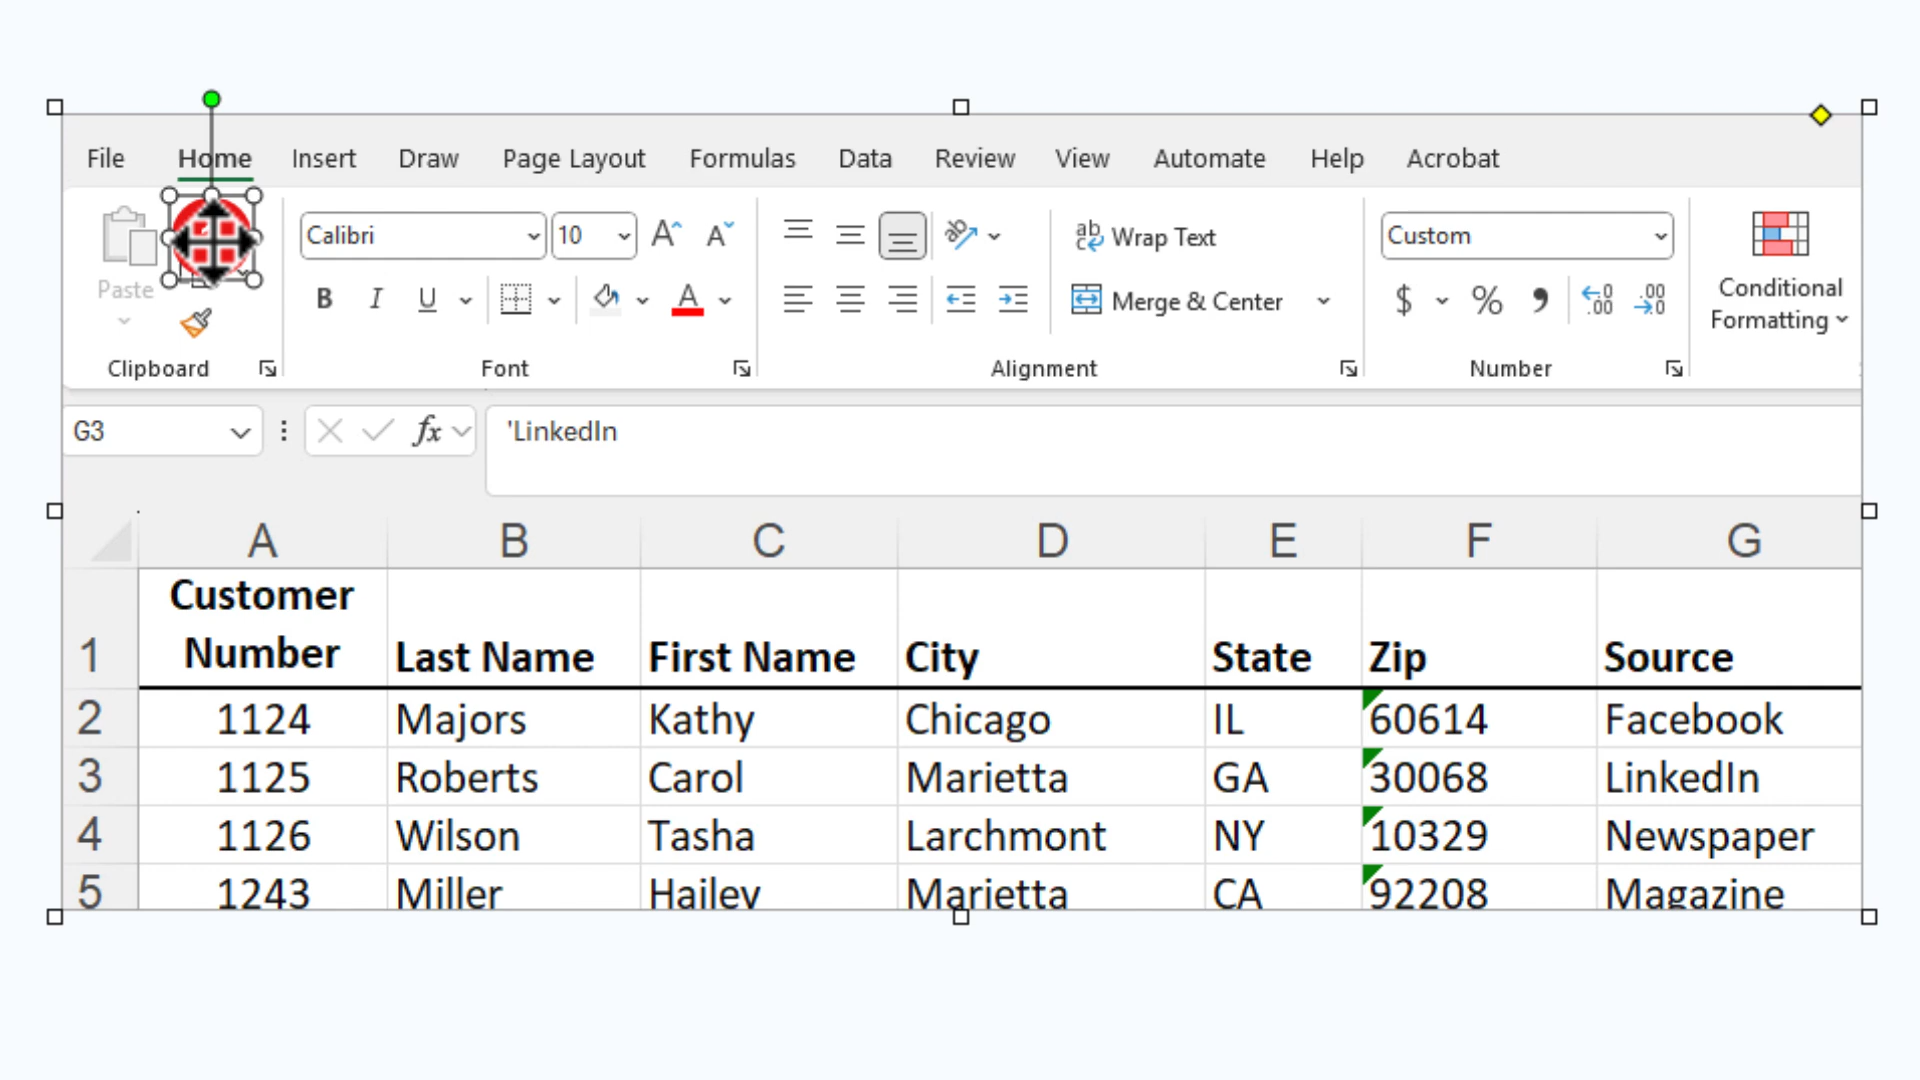 File Home Insert Draw Page Layout Formulas Data Review View Automate Help Acrobat
Paste
Calibri 10
B I U A
Wrap Text
Merge & Center
Custom
$ %
Conditional
Formatting
Clipboard Font Alignment Number
G3 fx 'LinkedIn
A B C D E F G
1 Customer Number Last Name First Name City State Zip Source
2 1124 Majors Kathy Chicago IL 60614 Facebook
3 1125 Roberts Carol Marietta GA 30068 LinkedIn
4 1126 Wilson Tasha Larchmont NY 10329 Newspaper
5 1243 Miller Hailey Marietta CA 92208 Magazine